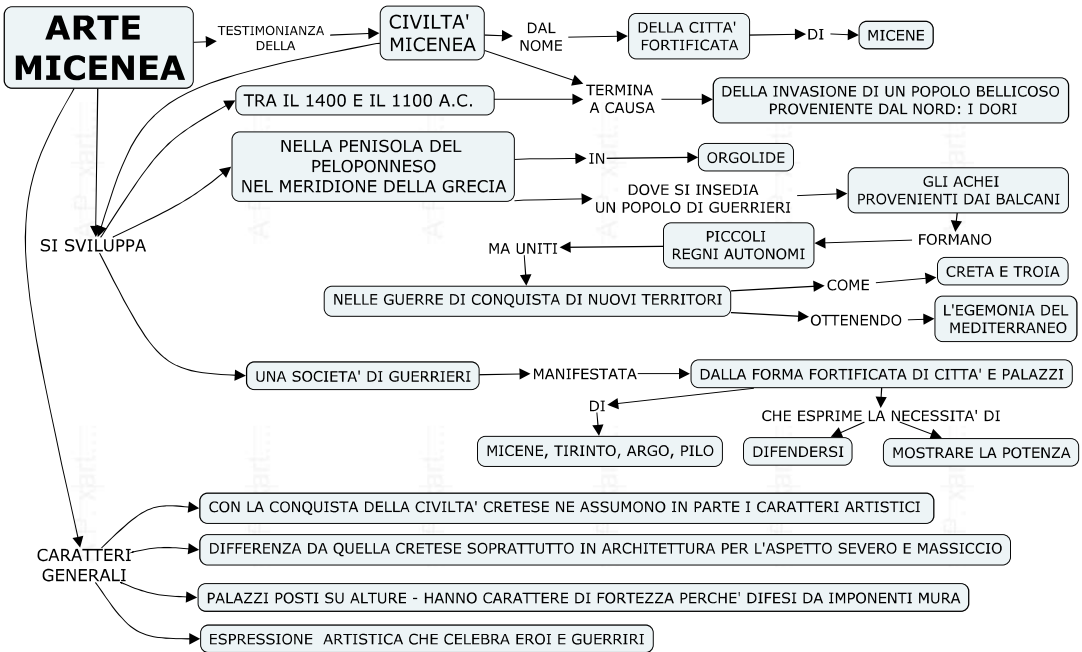 ARTE
MICENEA
TESTIMONIANZA
DELLA
CIVILTA'
MICENEA
DAL
NOME
DELLA CITTA'
FORTIFICATA
DI
MICENE
TRA IL 1400 E IL 1100 A.C.
TERMINA
A CAUSA
DELLA INVASIONE DI UN POPOLO BELLICOSO
PROVENIENTE DAL NORD: I DORI
NELLA PENISOLA DEL
PELOPONNESO
NEL MERIDIONE DELLA GRECIA
IN
ORGOLIDE
DOVE SI INSEDIA
UN POPOLO DI GUERRIERI
GLI ACHEI
PROVENIENTI DAI BALCANI
SI SVILUPPA
FORMANO
PICCOLI
REGNI AUTONOMI
MA UNITI
NELLE GUERRE DI CONQUISTA DI NUOVI TERRITORI
COME
CRETA E TROIA
OTTENENDO
L'EGEMONIA DEL
MEDITERRANEO
UNA SOCIETA' DI GUERRIERI
MANIFESTATA
DALLA FORMA FORTIFICATA DI CITTA' E PALAZZI
DI
MICENE, TIRINTO, ARGO, PILO
CHE ESPRIME LA NECESSITA' DI
DIFENDERSI
MOSTRARE LA POTENZA
CARATTERI
GENERALI
CON LA CONQUISTA DELLA CIVILTA' CRETESE NE ASSUMONO IN PARTE I CARATTERI ARTISTICI
DIFFERENZA DA QUELLA CRETESE SOPRATTUTTO IN ARCHITETTURA PER L'ASPETTO SEVERO E MASSICCIO
PALAZZI POSTI SU ALTURE - HANNO CARATTERE DI FORTEZZA PERCHE' DIFESI DA IMPONENTI MURA
ESPRESSIONE ARTISTICA CHE CELEBRA EROI E GUERRIRI